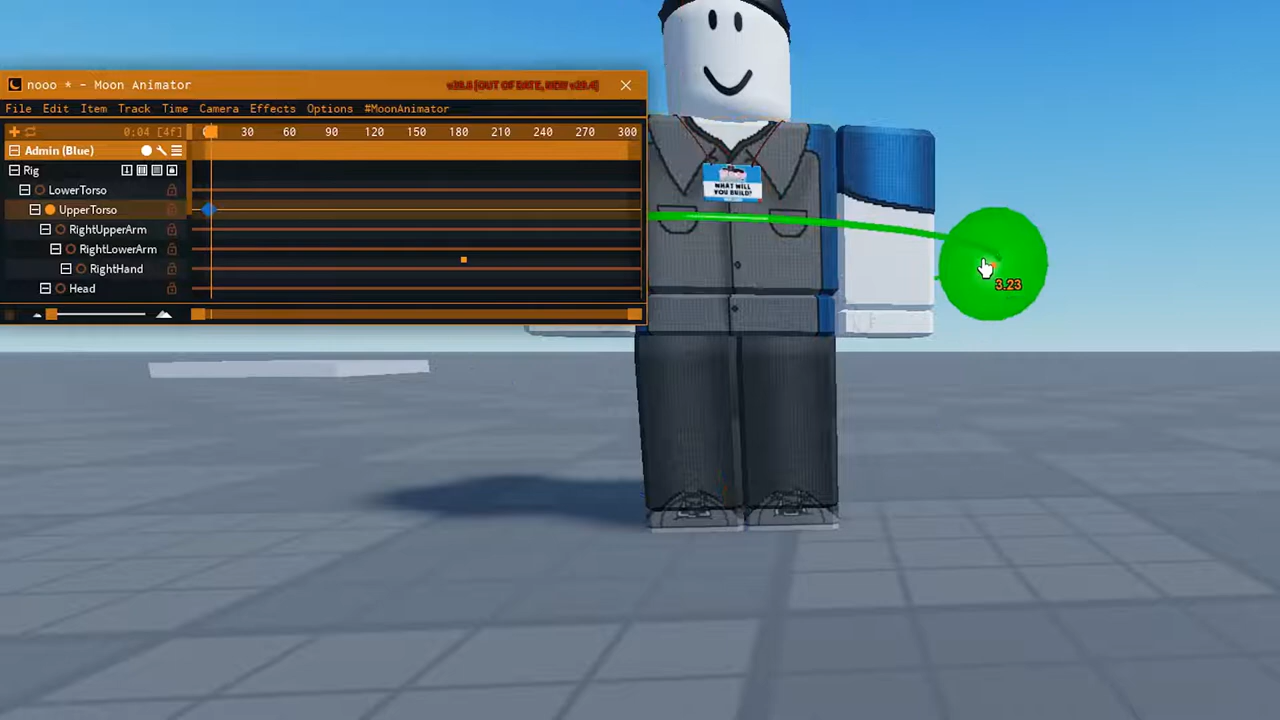 nooo * - Moon Animator
File Edit Item Track Time Camera Effects Options #MoonAnimator
0:04 [4f] 30 60 90 120 150 180 210 240 270 300
Admin (Blue)
Rig
LowerTorso
UpperTorso
RightUpperArm
RightLowerArm
RightHand
Head
WHAT WILL
YOU BUILD?
3.23